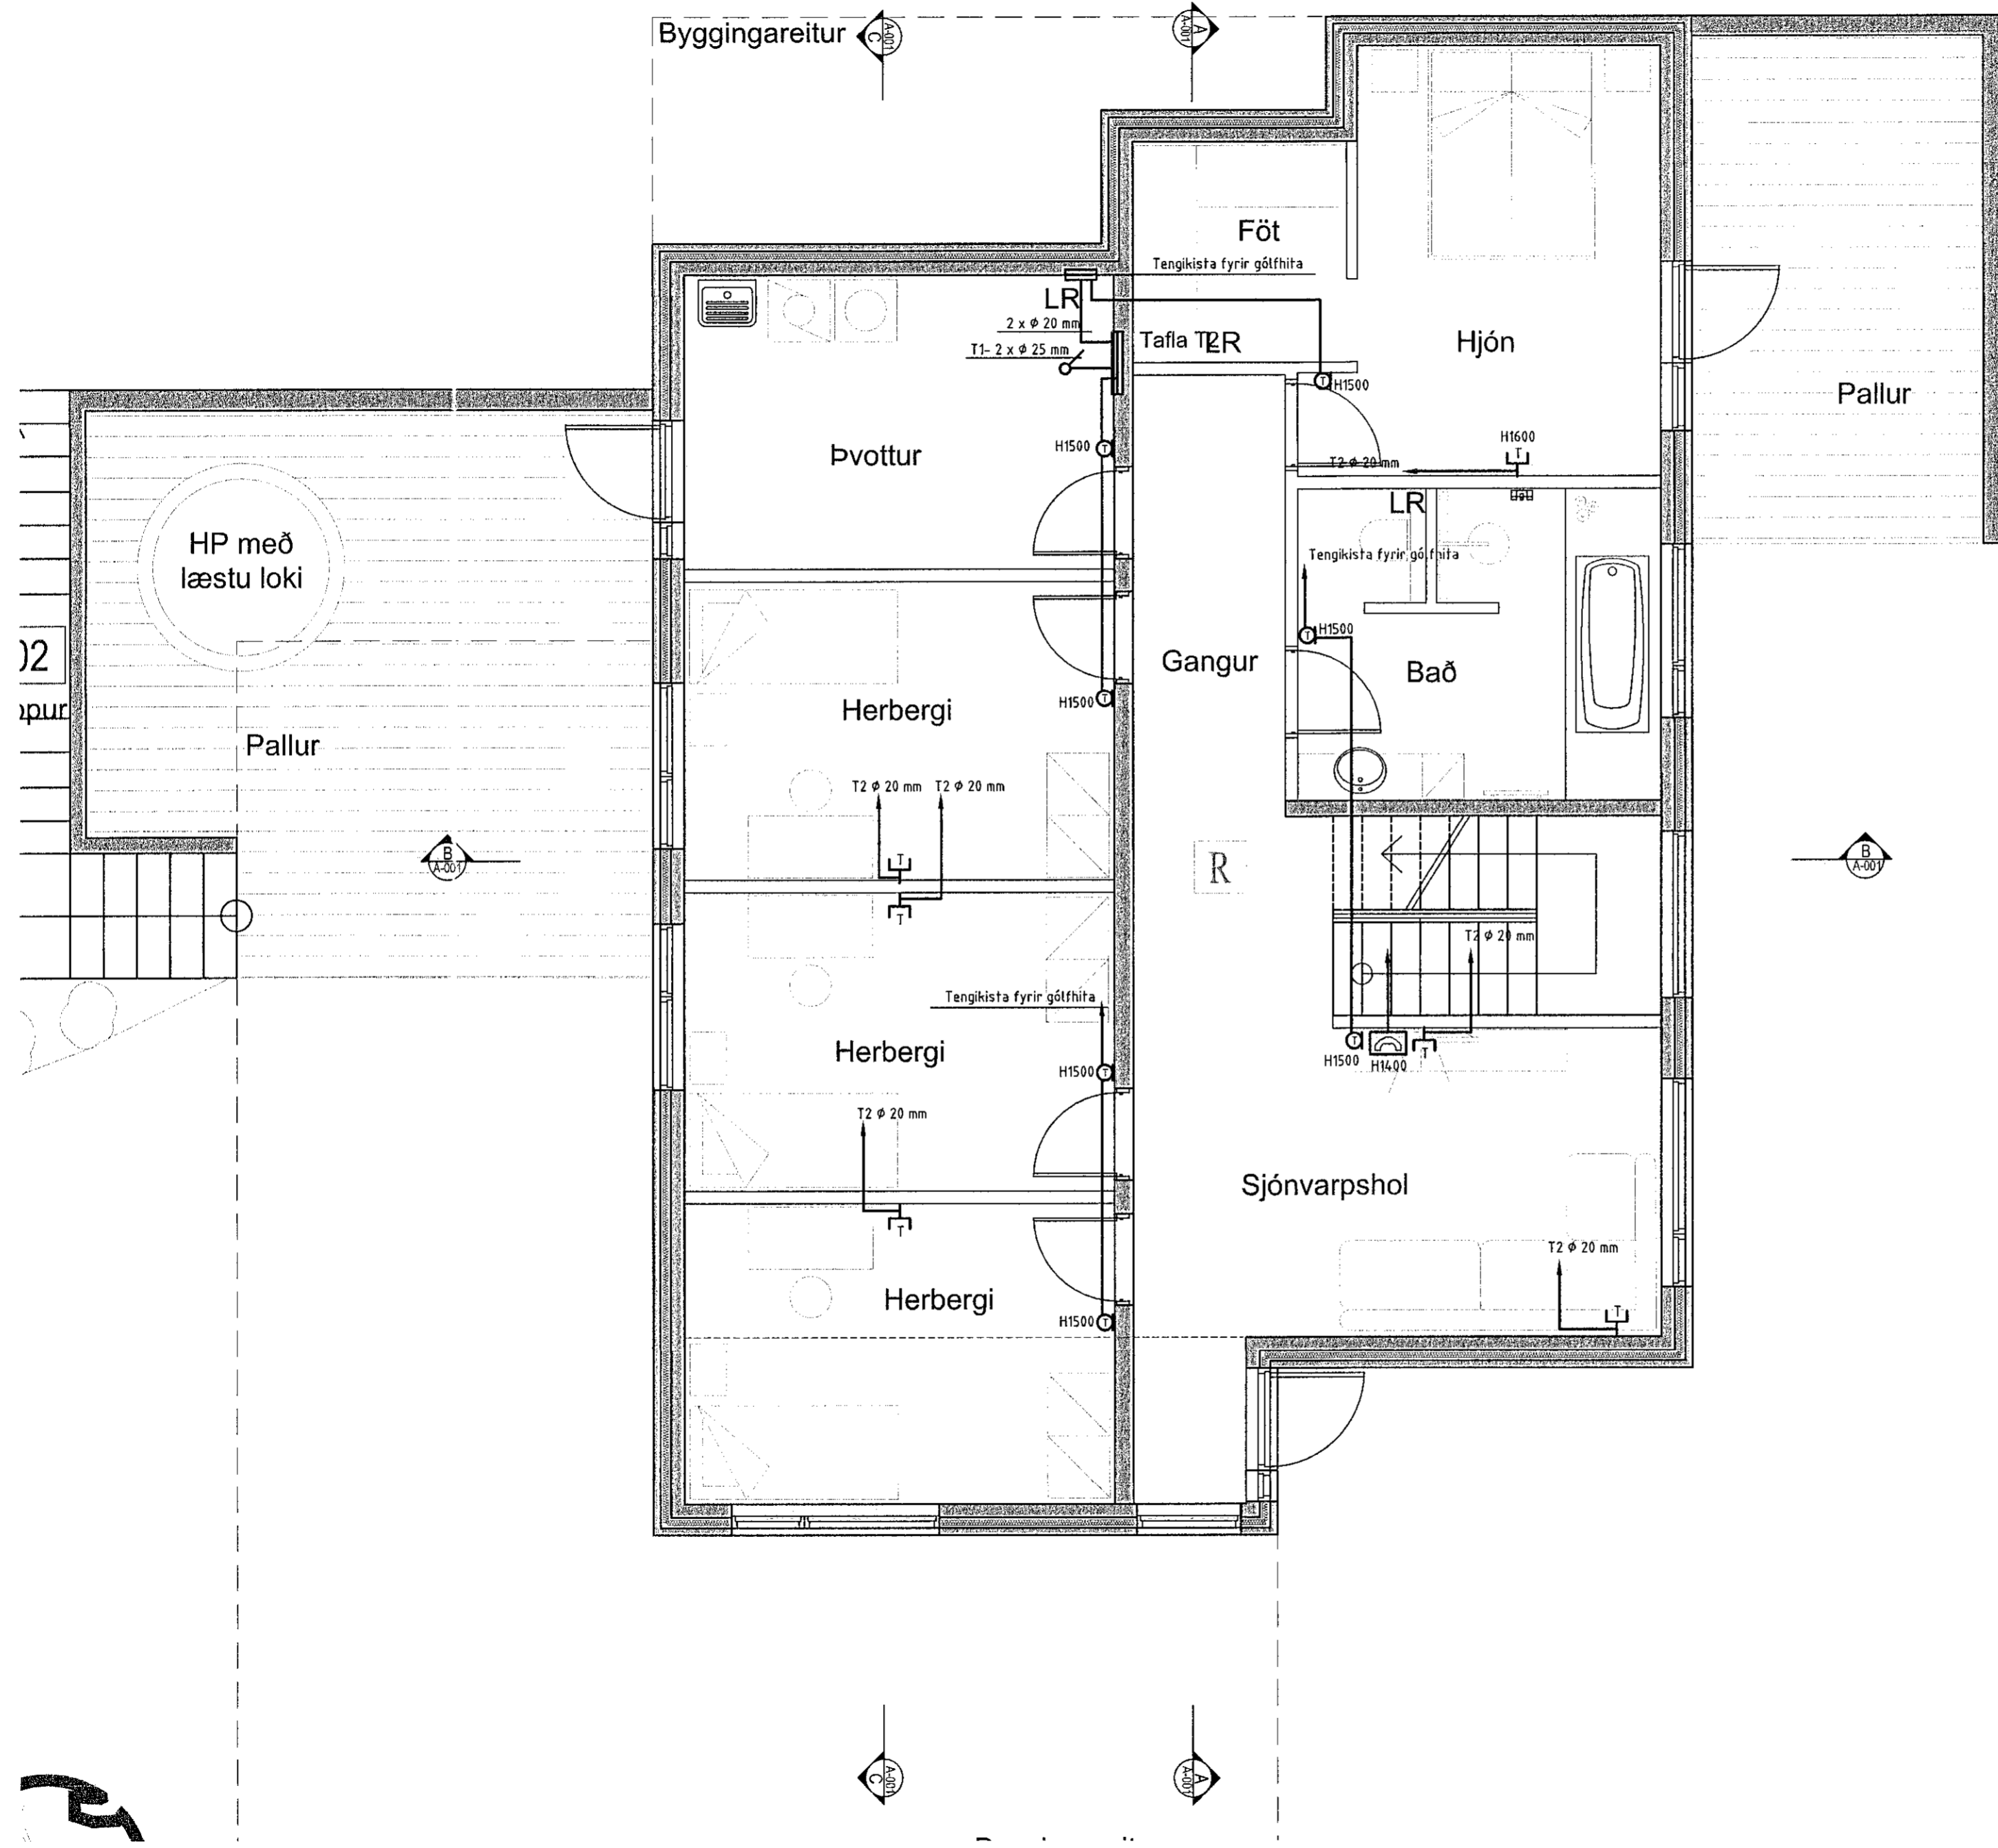 Byggingareitur
A-001
C
A
A-001
Föt
Tengikista fyrir gólfhita
LR
2 x Φ 20 mm
T1- 2 x Φ 25 mm
Tafla T2
LR
Hjón
H1500
Pallur
Þvottur
H1500
H1600
T
T2 Φ 20 mm
LR
HP með
læstu loki
Tengikista fyrir gólfhita
H1500
02
Gangur
Bað
Herbergi
H1500
Pallur
T2 Φ 20 mm
T2 Φ 20 mm
T
T
B
A-001
R
B
A-001
T2 Φ 20 mm
Tengikista fyrir gólfhita
Herbergi
H1500
H1500
H1400
T
T2 Φ 20 mm
T
Sjónvarpshol
T2 Φ 20 mm
T
Herbergi
H1500
A-001
C
A
A-001